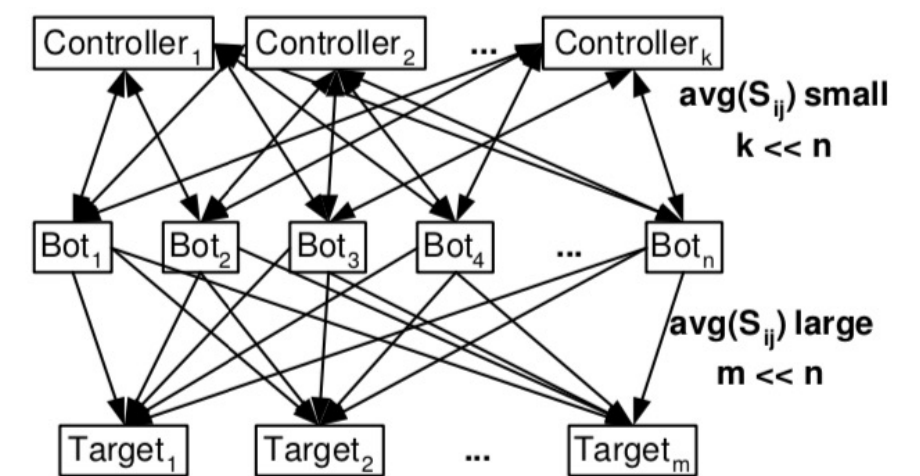 Controller₁ Controller₂ ... Controllerₖ
avg(Sᵢⱼ) small
k << n
Bot₁ Bot₂ Bot₃ Bot₄ ... Botₙ
avg(Sᵢⱼ) large
m << n
Target₁ Target₂ ... Targetₘ